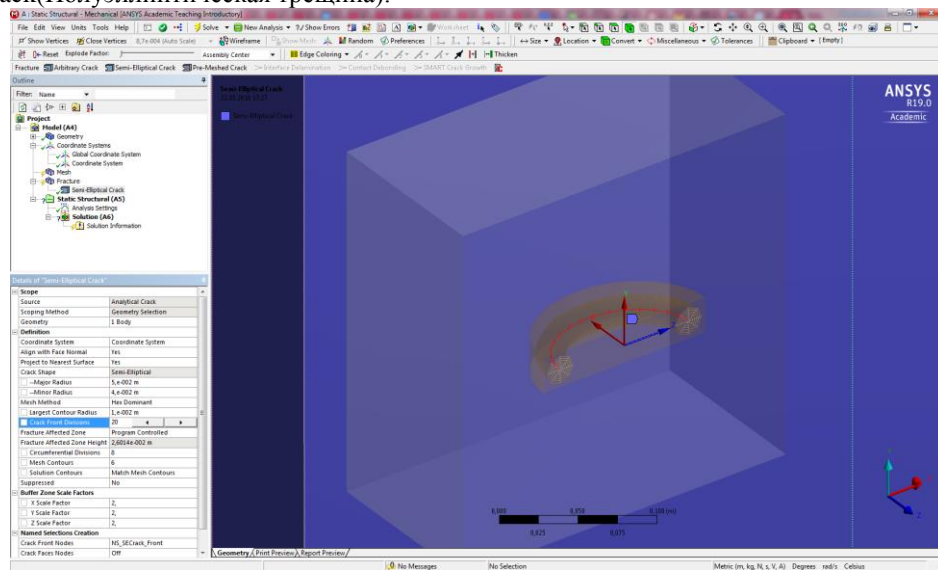 ack(Полуэллиптическая трещина).
A : Static Structural - Mechanical [ANSYS Academic Teaching Introductory]
File Edit View Units Tools Help Solve New Analysis ?/ Show Errors Worksheet
Show Vertices Close Vertices 8,7e-004 (Auto Scale) Wireframe Show Mesh Random Preferences Size Location Convert Miscellaneous Tolerances Clipboard [Empty]
Reset Explode Factor: Assembly Center Edge Coloring Thicken
Fracture Arbitrary Crack Semi-Elliptical Crack Pre-Meshed Crack Interface Delamination Contact Debonding SMART Crack Growth
Outline
Filter: Name
Project
Model (A4)
Geometry
Coordinate Systems
Global Coordinate System
Coordinate System
Mesh
Fracture
Semi-Elliptical Crack
Static Structural (A5)
Analysis Settings
Solution (A6)
Solution Information
Details of "Semi-Elliptical Crack"
Scope
Source Analytical Crack
Scoping Method Geometry Selection
Geometry 1 Body
Definition
Coordinate System Coordinate System
Align with Face Normal Yes
Project to Nearest Surface Yes
Crack Shape Semi-Elliptical
--Major Radius 5,e-002 m
--Minor Radius 4,e-002 m
Mesh Method Hex Dominant
Largest Contour Radius 1,e-002 m
Crack Front Divisions 20
Fracture Affected Zone Program Controlled
Fracture Affected Zone Height 2,6014e-002 m
Circumferential Divisions 8
Mesh Contours 6
Solution Contours Match Mesh Contours
Suppressed No
Buffer Zone Scale Factors
X Scale Factor 2,
Y Scale Factor 2,
Z Scale Factor 2,
Named Selections Creation
Crack Front Nodes NS_SECrack_Front
Crack Faces Nodes Off
Semi-Elliptical Crack
Semi-Elliptical Crack
ANSYS
R19.0
Academic
0,000 0,050 0,100 (m)
0,025 0,075
Geometry Print Preview Report Preview
No Messages No Selection Metric (m, kg, N, s, V, A) Degrees rad/s Celsius